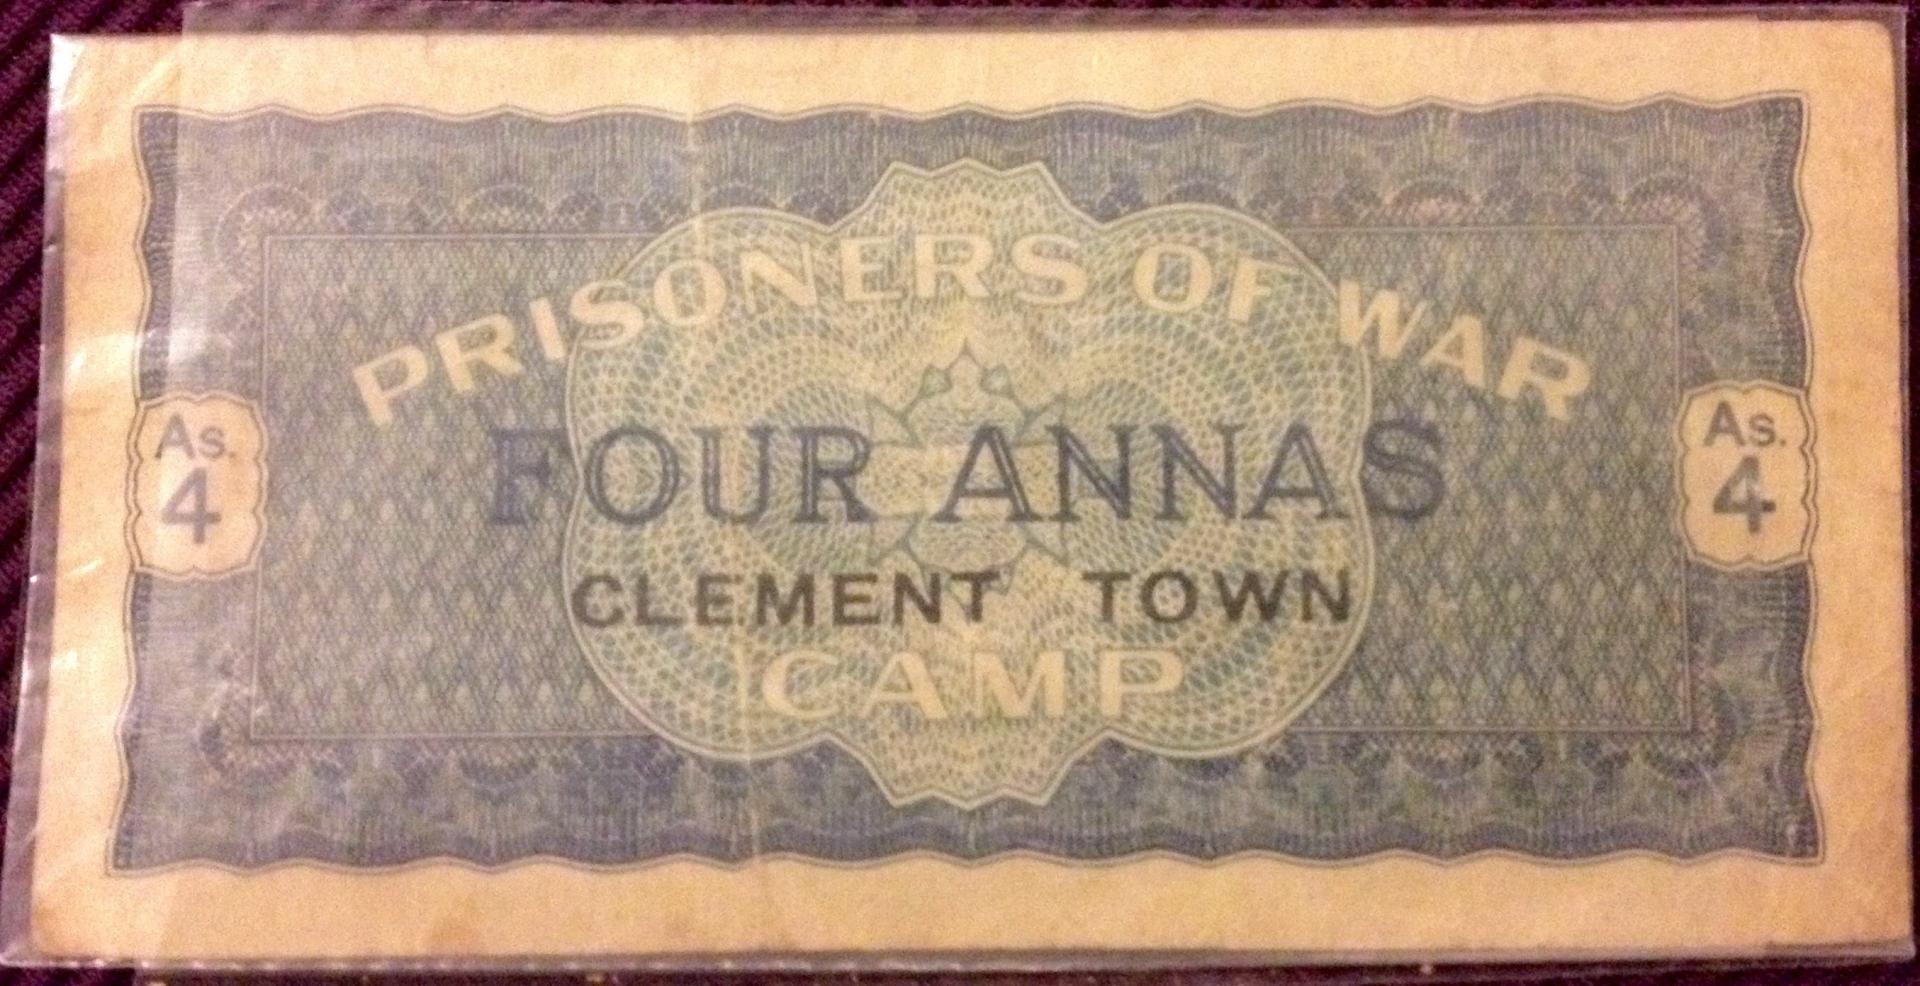 PRISONERS OF WAR
As.
4
FOUR ANNAS
As.
4
CLEMENT TOWN
CAMP